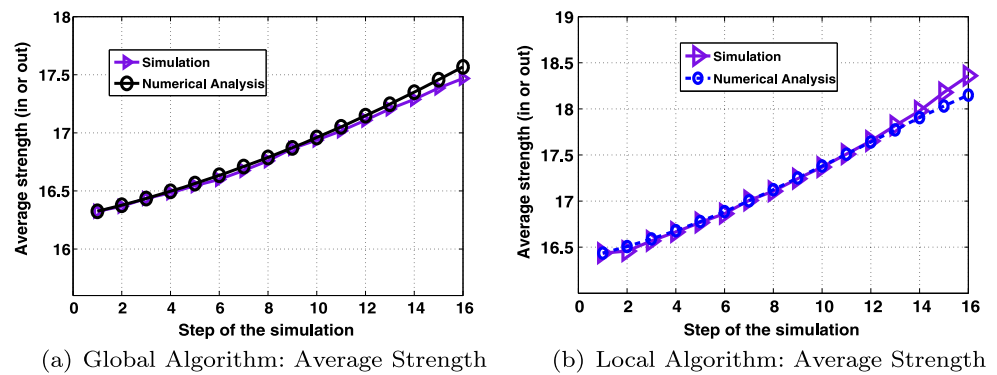 18
17.5
17
16.5
16
0 2 4 6 8 10 12 14 16
Average strength (in or out)
Step of the simulation
Simulation
Numerical Analysis
(a) Global Algorithm: Average Strength
19
18.5
18
17.5
17
16.5
0 2 4 6 8 10 12 14 16
Average strength (in or out)
Step of the simulation
Simulation
Numerical Analysis
(b) Local Algorithm: Average Strength